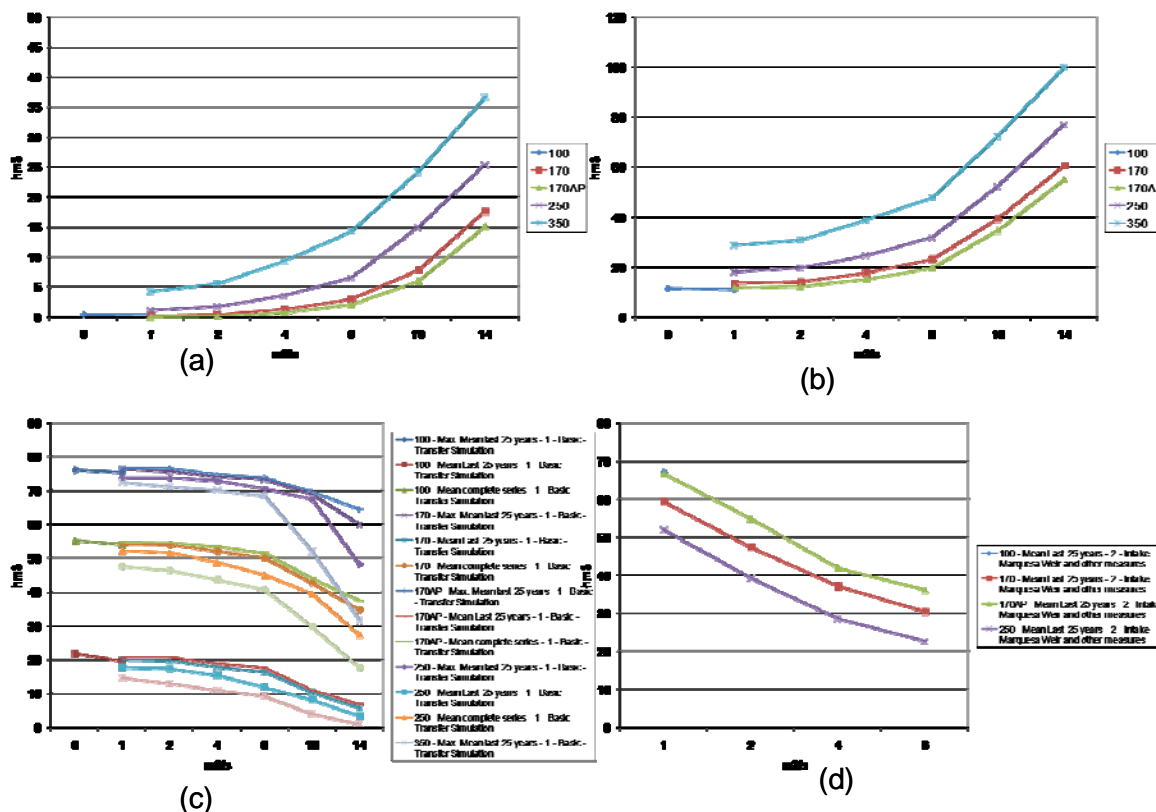 50
45
40
35
30
25
20
15
10
5
0
0 1 2 4 6 10 14
100
170
170AP
250
350
(a)
120
100
80
60
40
20
0
0 1 2 4 6 10 14
100
170
170A
250
350
(b)
90
80
70
60
50
40
30
20
10
0
0 1 2 4 6 10 14
100 - Max. Mean last 25 years - 1 - Basic -
Transfer Simulation
100 - Mean Last 25 years - 1 - Basic
Transfer Simulation
100 - Mean complete series - 1 - Basic
Transfer Simulation
170 - Max. Mean last 25 years - 1 - Basic -
Transfer Simulation
170 - Mean Last 25 years - 1 - Basic -
Transfer Simulation
170 - Mean complete series - 1 - Basic
Transfer Simulation
170AP - Max. Mean last 25 years - 1 - Basic
- Transfer Simulation
170AP - Mean Last 25 years - 1 - Basic -
Transfer Simulation
170AP - Mean complete series - 1 - Basic -
Transfer Simulation
250 - Max. Mean last 25 years - 1 - Basic -
Transfer Simulation
250 - Mean Last 25 years - 1 - Basic
Transfer Simulation
250 - Mean complete series - 1 - Basic
Transfer Simulation
350 - Max. Mean last 25 years - 1 - Basic -
Transfer Simulation
(c)
80
70
60
50
40
30
20
10
0
1 2 4 6
100 - Mean Last 25 years - 2 - Intake
Marquesa Weir and other measures
170 - Mean Last 25 years - 2 - Intake
Marquesa Weir and other measures
170AP - Mean Last 25 years - 2 - Intake
Marquesa Weir and other measures
250 - Mean Last 25 years - 2 - Intake
Marquesa Weir and other measures
(d)